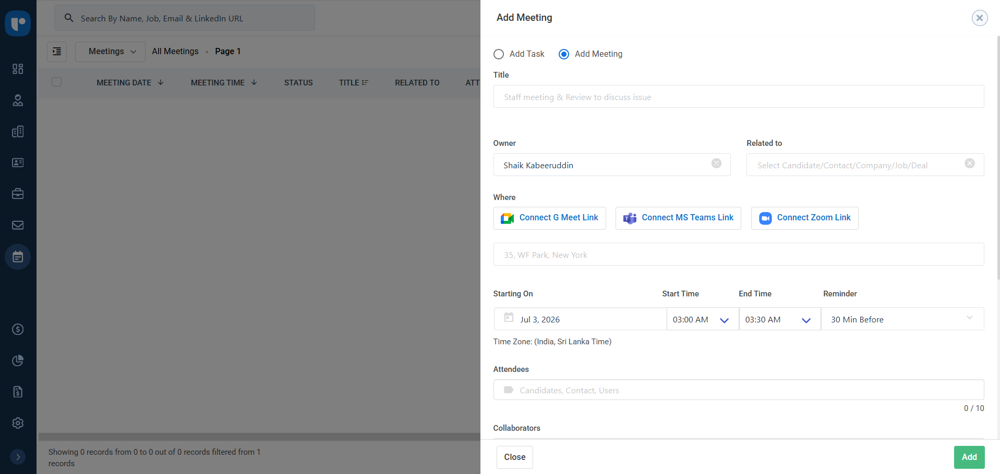 Search By Name, Job, Email & LinkedIn URL
Meetings
All Meetings
Page 1
MEETING DATE
MEETING TIME
STATUS
TITLE
RELATED TO
ATT
Showing 0 records from 0 to 0 out of 0 records filtered from 1
records
Add Meeting
Add Task
Add Meeting
Title
Staff meeting & Review to discuss issue
Owner
Related to
Shaik Kabeeruddin
Select Candidate/Contact/Company/Job/Deal
Where
Connect G Meet Link
Connect MS Teams Link
Connect Zoom Link
35, WF Park, New York
Starting On
Start Time
End Time
Reminder
Jul 3, 2026
03:00 AM
03:30 AM
30 Min Before
Time Zone: (India, Sri Lanka Time)
Attendees
Candidates, Contact, Users
0 / 10
Collaborators
Close
Add